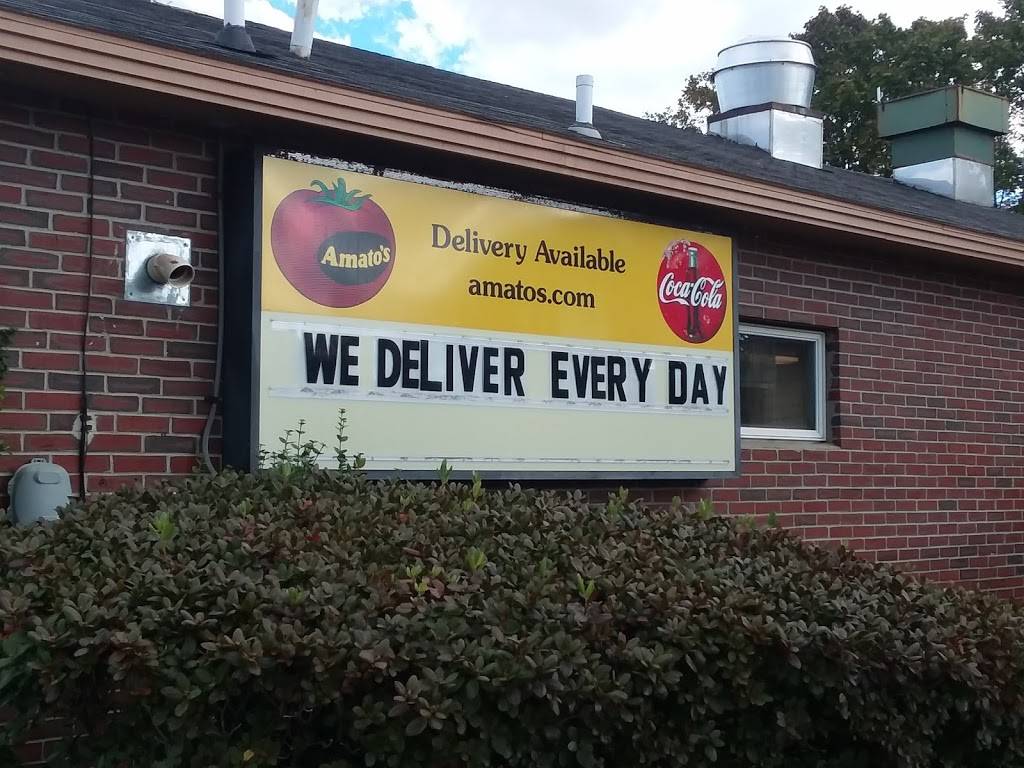 Amato's
Delivery Available
amatos.com
Coca-Cola
WE DELIVER EVERY DAY